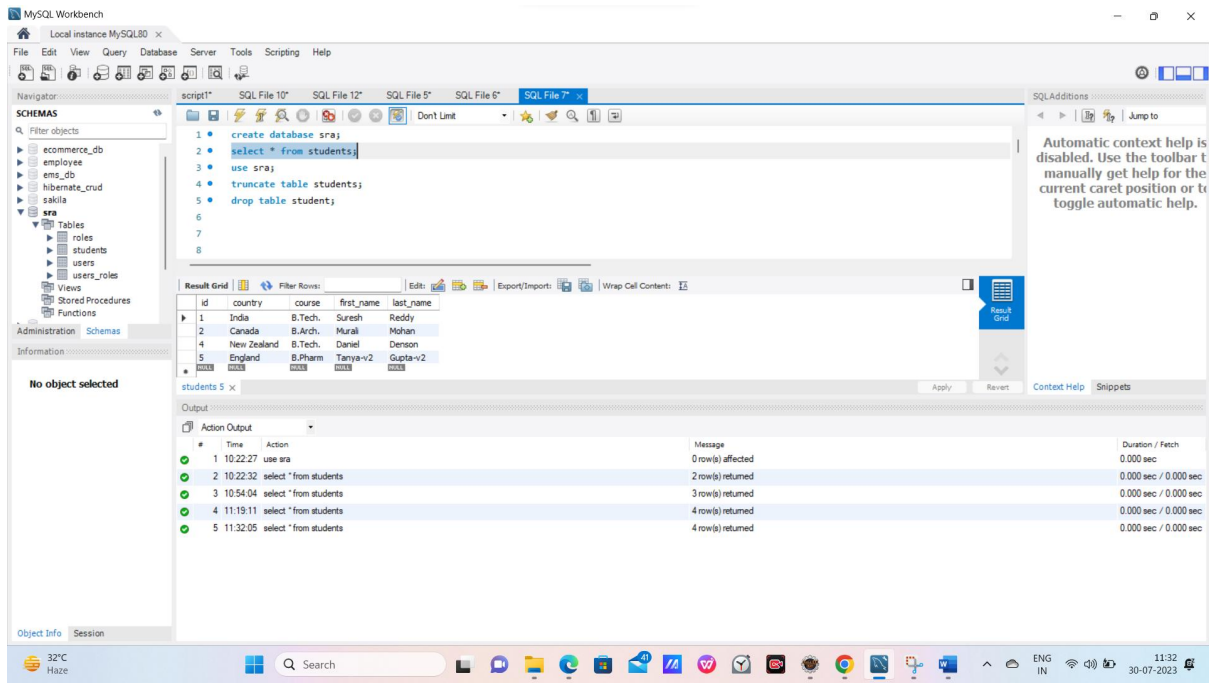 MySQL Workbench
Local instance MySQL80
File Edit View Query Database Server Tools Scripting Help
Navigator
SCHEMAS
Filter objects
ecommerce_db
employee
ems_db
hibernate_crud
sakila
sra
Tables
roles
students
users
users_roles
Views
Stored Procedures
Functions
Administration Schemas
Information
No object selected
Object Info Session
script1* SQL File 10* SQL File 12* SQL File 5* SQL File 6* SQL File 7*
Don't Limit
1 create database sra;
2 select * from students;
3 use sra;
4 truncate table students;
5 drop table student;
6
7
8
Result Grid Filter Rows: Edit: Export/Import: Wrap Cell Content:
id country course first_name last_name
1 India B.Tech. Suresh Reddy
2 Canada B.Arch. Murali Mohan
4 New Zealand B.Tech. Daniel Denson
5 England B.Pharm Tanya-v2 Gupta-v2
NULL NULL NULL NULL NULL
Result Grid
students 5 Apply Revert
SQLAdditions
Jump to
Automatic context help is
disabled. Use the toolbar t
manually get help for the
current caret position or to
toggle automatic help.
Context Help Snippets
Output
Action Output
# Time Action Message Duration / Fetch
1 10:22:27 use sra 0 row(s) affected 0.000 sec
2 10:22:32 select * from students 2 row(s) returned 0.000 sec / 0.000 sec
3 10:54:04 select * from students 3 row(s) returned 0.000 sec / 0.000 sec
4 11:19:11 select * from students 4 row(s) returned 0.000 sec / 0.000 sec
5 11:32:05 select * from students 4 row(s) returned 0.000 sec / 0.000 sec
32°C
Haze
Search
41
ENG
IN
11:32
30-07-2023